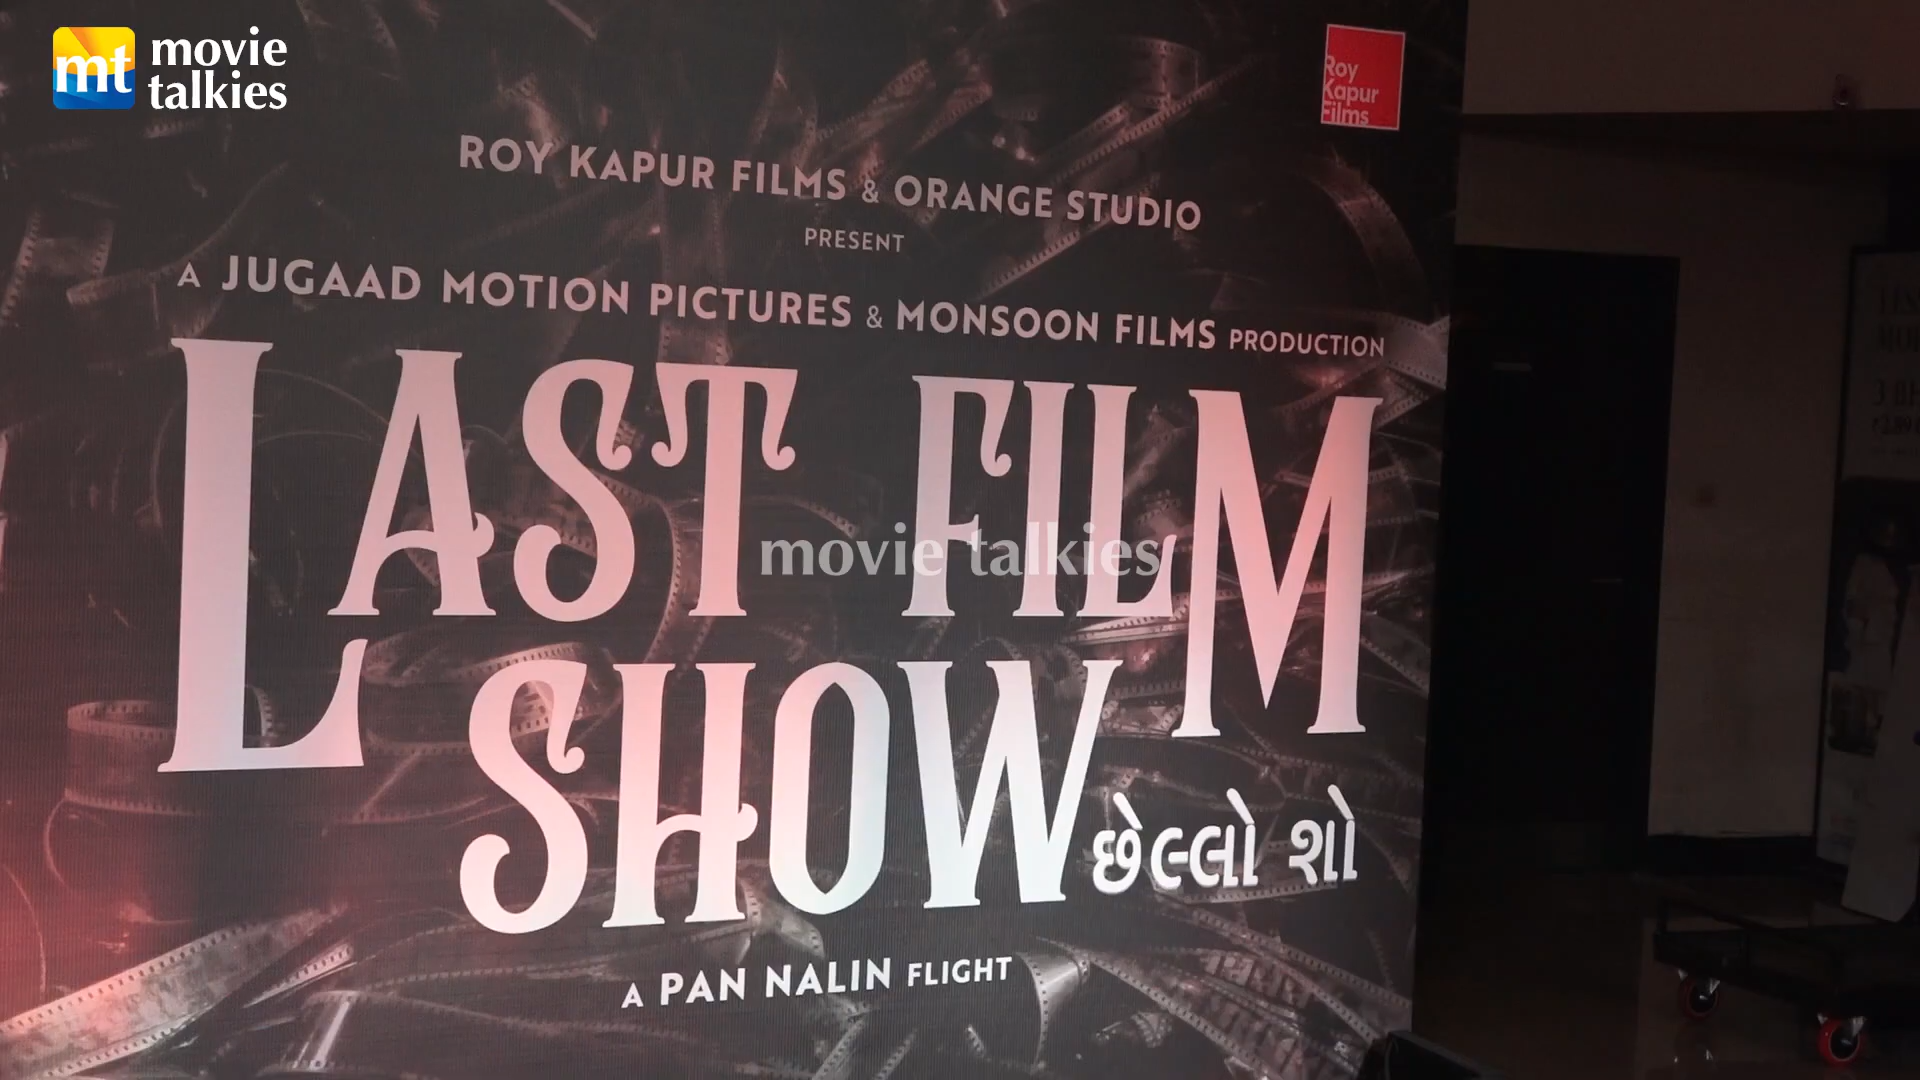 movie
talkies
mt
Roy
Kapur
Films
ROY KAPUR FILMS & ORANGE STUDIO
PRESENT
A JUGAAD MOTION PICTURES & MONSOON FILMS PRODUCTION
LAST FILM
movie talkies
SHOW
છેલ્લો શો
A PAN NALIN FLIGHT